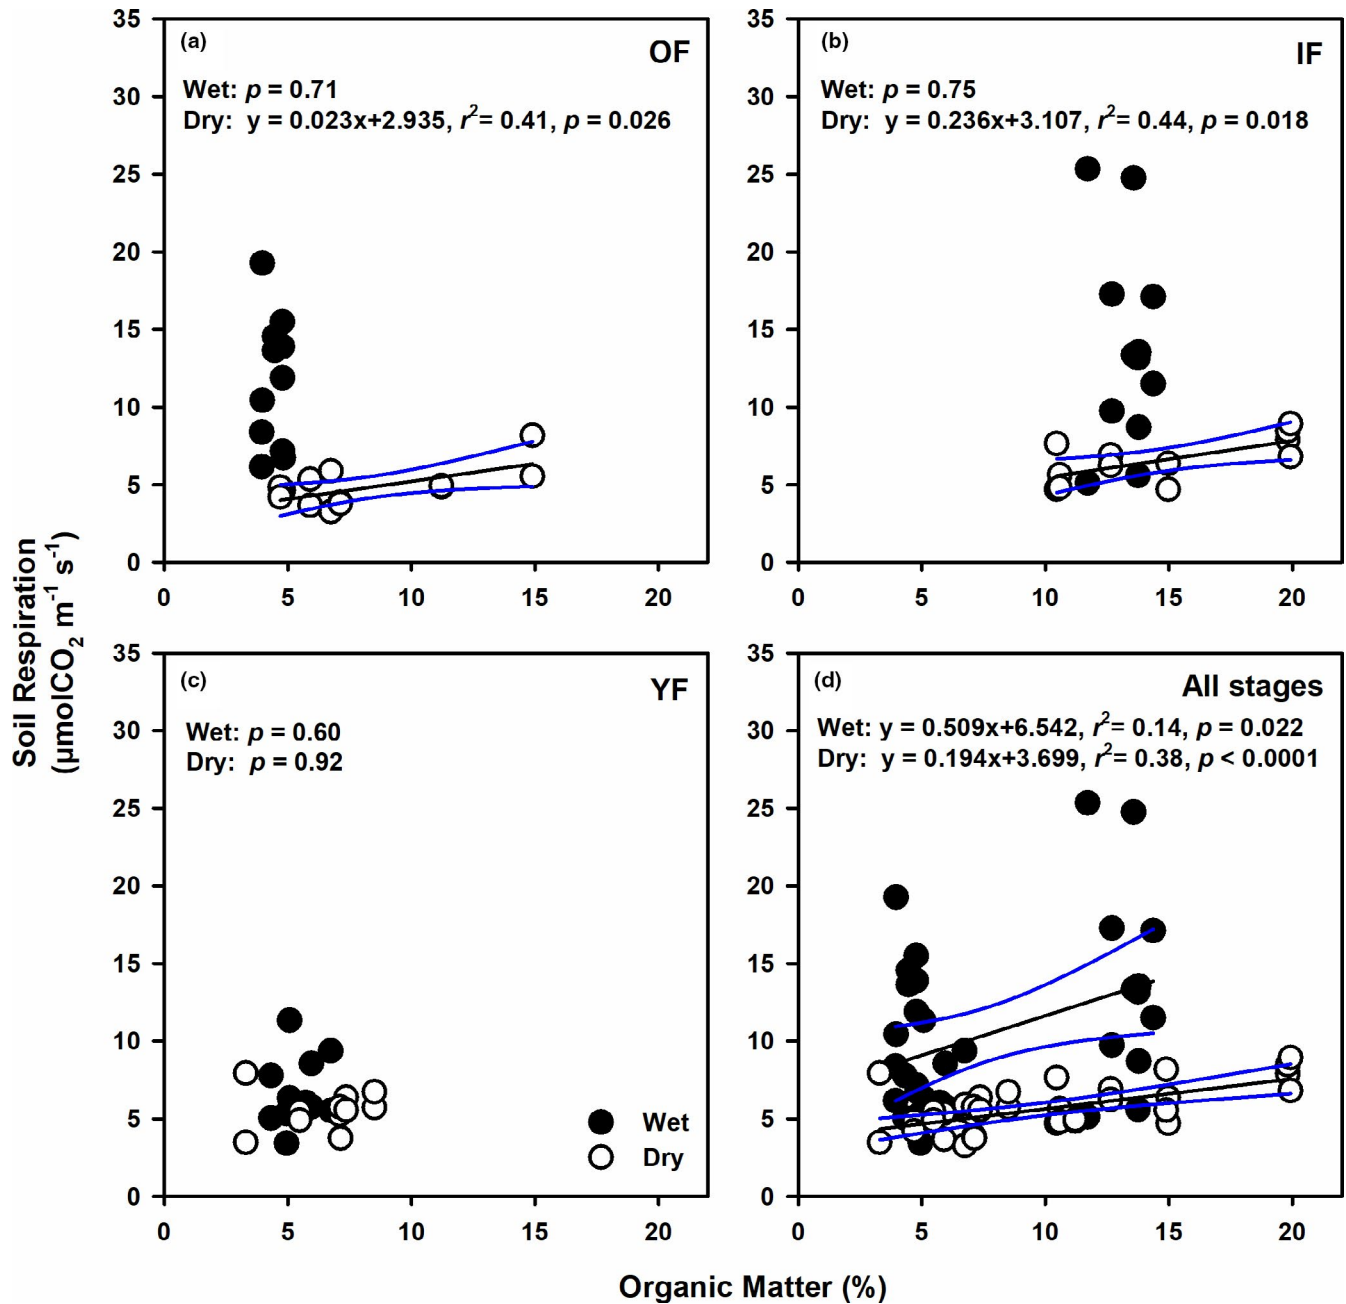 (a) OF
Wet: p = 0.71
Dry: y = 0.023x+2.935, r²= 0.41, p = 0.026
35
30
25
20
15
10
5
0
0 5 10 15 20
(b) IF
Wet: p = 0.75
Dry: y = 0.236x+3.107, r²= 0.44, p = 0.018
35
30
25
20
15
10
5
0
0 5 10 15 20
(c) YF
Wet: p = 0.60
Dry: p = 0.92
Wet
Dry
35
30
25
20
15
10
5
0
0 5 10 15 20
(d) All stages
Wet: y = 0.509x+6.542, r²= 0.14, p = 0.022
Dry: y = 0.194x+3.699, r²= 0.38, p < 0.0001
35
30
25
20
15
10
5
0
0 5 10 15 20
Soil Respiration
(µmolCO₂ m⁻¹ s⁻¹)
Organic Matter (%)